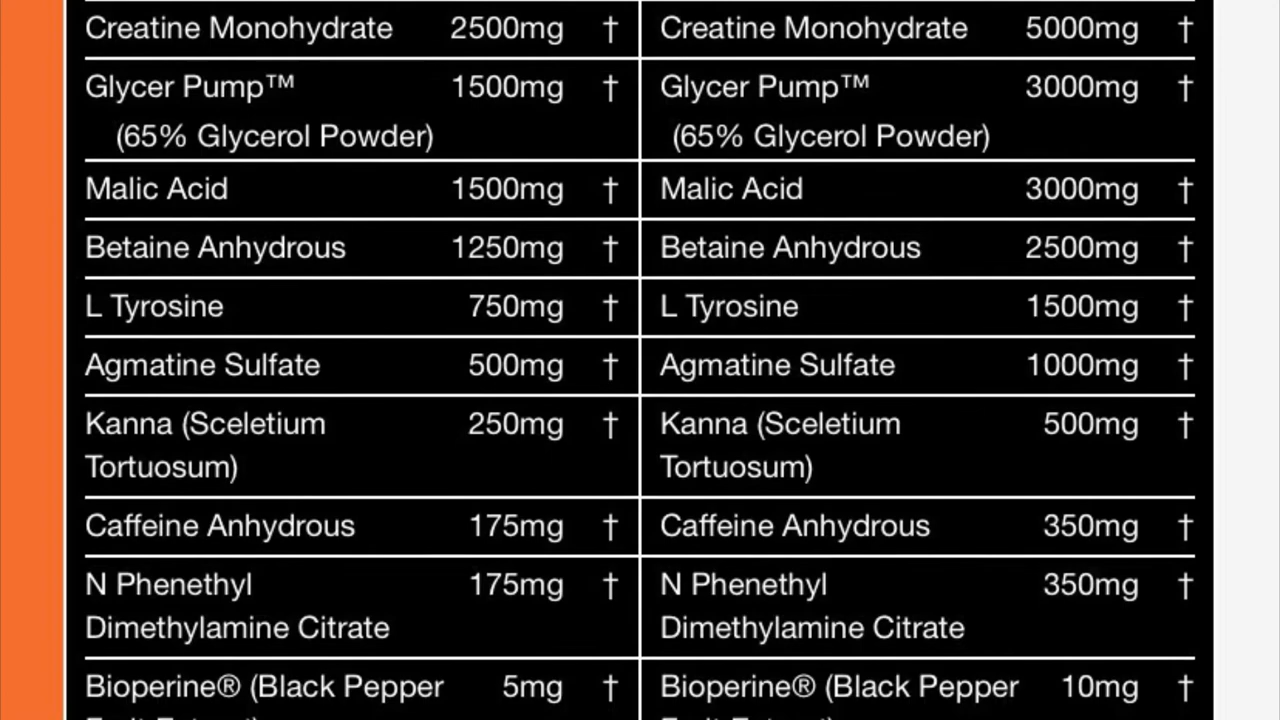 Creatine Monohydrate 2500mg † Creatine Monohydrate 5000mg †
Glycer Pump™ 1500mg † Glycer Pump™ 3000mg †
(65% Glycerol Powder) (65% Glycerol Powder)
Malic Acid 1500mg † Malic Acid 3000mg †
Betaine Anhydrous 1250mg † Betaine Anhydrous 2500mg †
L Tyrosine 750mg † L Tyrosine 1500mg †
Agmatine Sulfate 500mg † Agmatine Sulfate 1000mg †
Kanna (Sceletium 250mg † Kanna (Sceletium 500mg †
Tortuosum) Tortuosum)
Caffeine Anhydrous 175mg † Caffeine Anhydrous 350mg †
N Phenethyl 175mg † N Phenethyl 350mg †
Dimethylamine Citrate Dimethylamine Citrate
Bioperine® (Black Pepper 5mg † Bioperine® (Black Pepper 10mg †